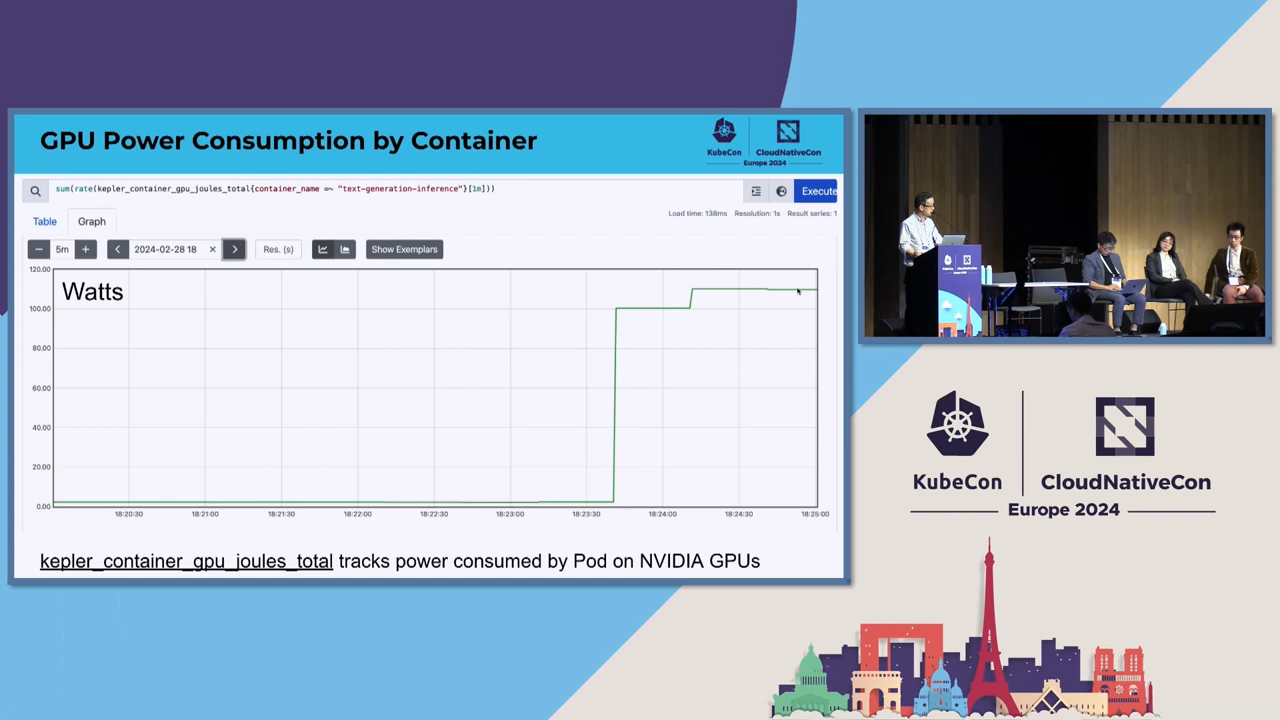 GPU Power Consumption by Container
KubeCon
CloudNativeCon
Europe 2024
sum(rate(kepler_container_gpu_joules_total{container_name =~ "text-generation-inference"}[1m]))
Execute
Load time: 138ms Resolution: 1s Result series: 1
Table
Graph
5m
2024-02-28 18
Res. (s)
Show Exemplars
Watts
120.00
100.00
80.00
60.00
40.00
20.00
0.00
18:20:30
18:21:00
18:21:30
18:22:00
18:22:30
18:23:00
18:23:30
18:24:00
18:24:30
18:25:00
kepler_container_gpu_joules_total tracks power consumed by Pod on NVIDIA GPUs
KubeCon
CloudNativeCon
Europe 2024